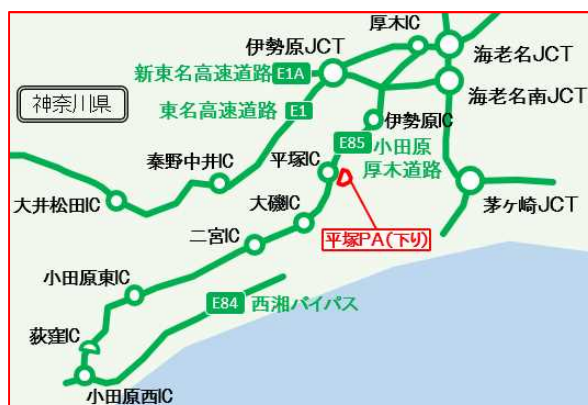 厚木IC
伊勢原JCT
海老名JCT
新東名高速道路 E1A
海老名南JCT
神奈川県
東名高速道路 E1
伊勢原IC
E85 小田原
厚木道路
秦野中井IC
平塚IC
大井松田IC
茅ヶ崎JCT
大磯IC
二宮IC
平塚PA(下り)
小田原東IC
E84 西湘バイパス
荻窪IC
小田原西IC